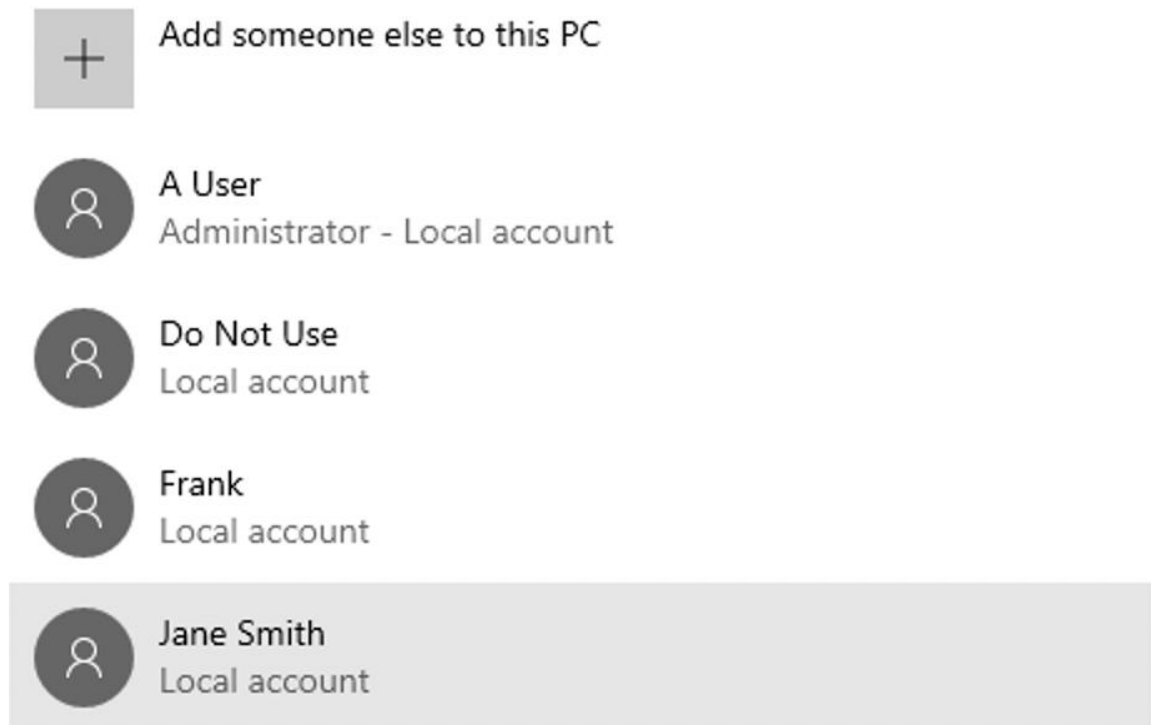 Add someone else to this PC
A User
Administrator - Local account
Do Not Use
Local account
Frank
Local account
Jane Smith
Local account